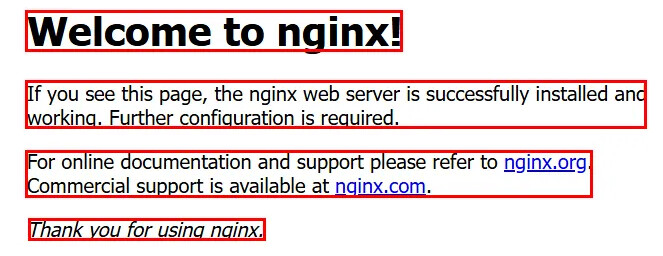 Welcome to nginx!
If you see this page, the nginx web server is successfully installed and
working. Further configuration is required.
For online documentation and support please refer to nginx.org.
Commercial support is available at nginx.com.
Thank you for using nginx.